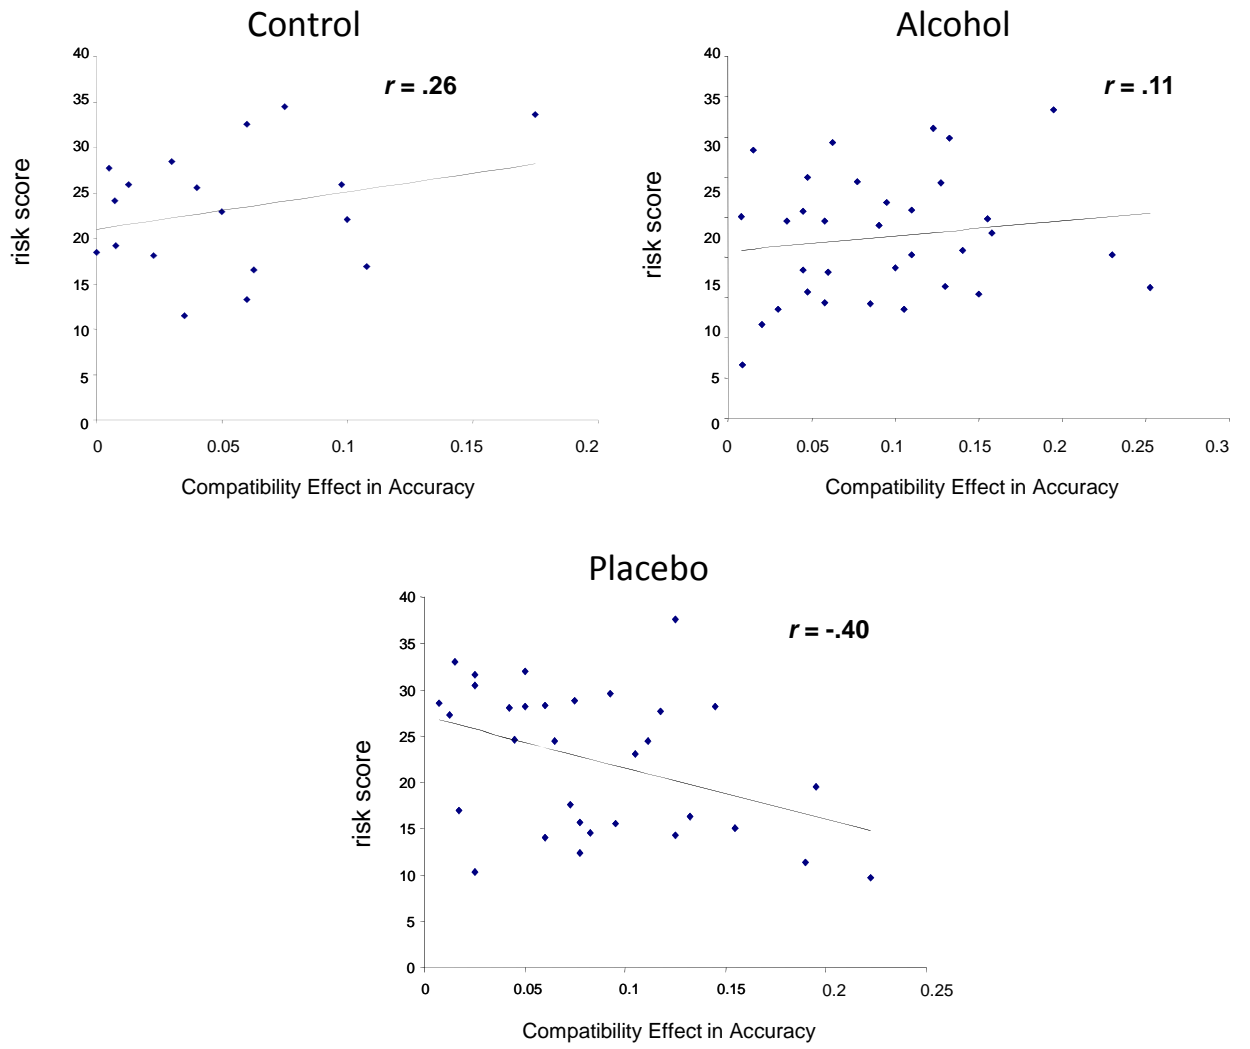 Control
r = .26
40
35
30
25
20
15
10
5
0
risk score
0 0.05 0.1 0.15 0.2
Compatibility Effect in Accuracy
Alcohol
r = .11
40
35
30
25
20
15
10
5
0
risk score
0 0.05 0.1 0.15 0.2 0.25 0.3
Compatibility Effect in Accuracy
Placebo
r = -.40
40
35
30
25
20
15
10
5
0
risk score
0 0.05 0.1 0.15 0.2 0.25
Compatibility Effect in Accuracy